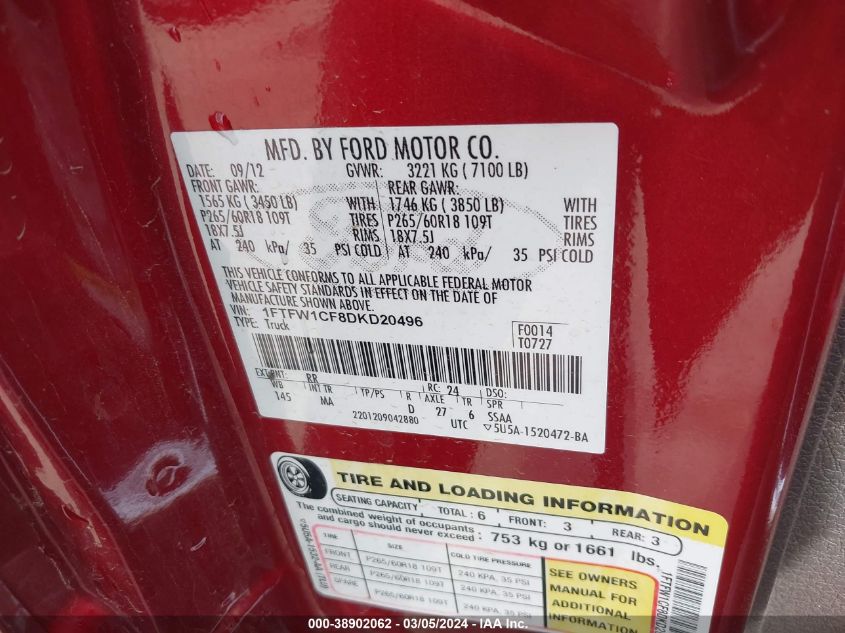 MFD. BY FORD MOTOR CO.
DATE: 09/12 GVWR: 3221 KG ( 7100 LB)
FRONT GAWR: REAR GAWR:
1565 KG ( 3450 LB) WITH 1746 KG ( 3850 LB) WITH
P265/60R18 109T TIRES P265/60R18 109T TIRES
18X7.5J RIMS 18X7.5J RIMS
AT 240 kPa/ 35 PSI COLD AT 240 kPa/ 35 PSI COLD
THIS VEHICLE CONFORMS TO ALL APPLICABLE FEDERAL MOTOR
VEHICLE SAFETY STANDARDS IN EFFECT ON THE DATE OF
MANUFACTURE SHOWN ABOVE.
VIN: 1FTFW1CF8DKD20496
TYPE: Truck
F0014
T0727
EXT PNT: RR RC: 24 DSO:
WB INT TR TP/PS R AXLE TR SPR
145 MA D 27 6 SSAA
2201209042880 UTC ▽5U5A-1520472-BA
TIRE AND LOADING INFORMATION
SEATING CAPACITY TOTAL: 6 FRONT: 3 REAR: 3
The combined weight of occupants
and cargo should never exceed : 753 kg or 1661 lbs.
TIRE SIZE COLD TIRE PRESSURE
FRONT P265/60R18 109T 240 KPA, 35 PSI
REAR P265/60R18 109T 240 KPA, 35 PSI
SPARE P265/60R18 109T 240 KPA, 35 PSI
SEE OWNERS
MANUAL FOR
ADDITIONAL
INFORMATION
000-38902062 - 03/05/2024 - IAA Inc.